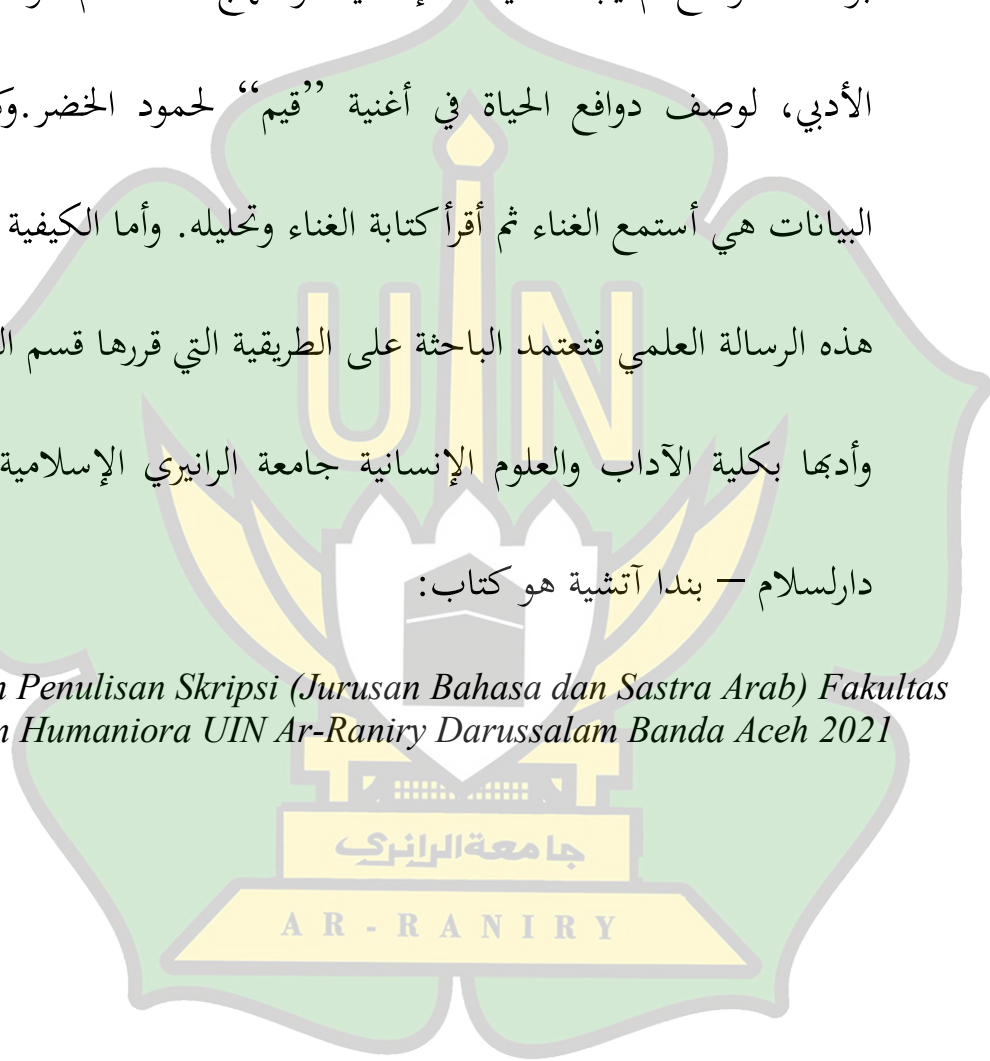 الأدبي، لوصف دوافع الحياة في أغنية ”قيم“ لحمود الخضر.
البيانات هي أستمع الغناء ثم أقرأ كتابة الغناء وتحليله. وأما الكيفية
هذه الرسالة العلمي فتعتمد الباحثة على الطريقية التي قررها قسم
وأدبها بكلية الآداب والعلوم الإنسانية جامعة الرانيري الإسلامية
دارلسلام – بندا آتشية هو كتاب:
UIN
Penulisan Skripsi (Jurusan Bahasa dan Sastra Arab) Fakultas
Humaniora UIN Ar-Raniry Darussalam Banda Aceh 2021
جامعة الرانري
AR-RANIRY